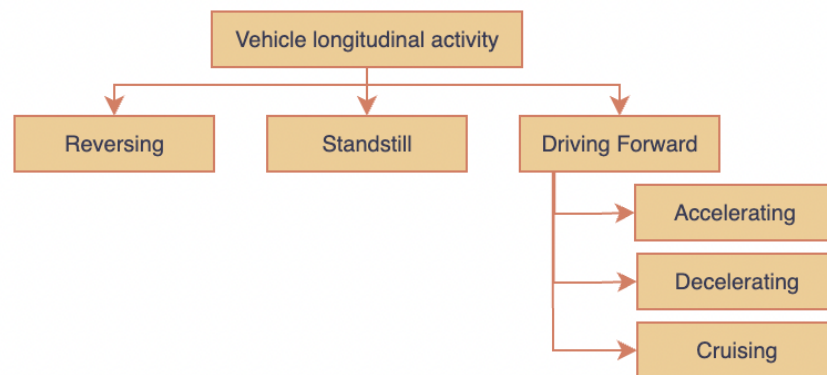 Vehicle longitudinal activity
Reversing
Standstill
Driving Forward
Accelerating
Decelerating
Cruising